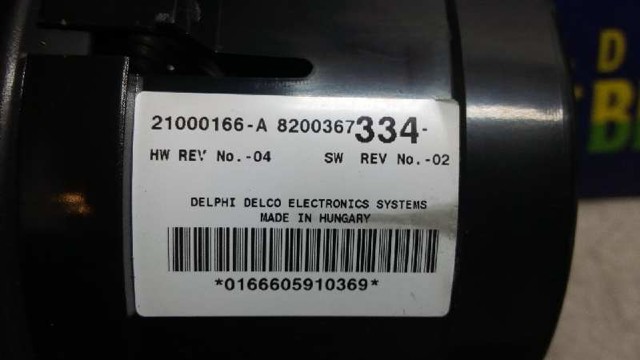 21000166-A 8200367334-
HW REV No.-04 SW REV No.-02
DELPHI DELCO ELECTRONICS SYSTEMS
MADE IN HUNGARY
*0166605910369*
D